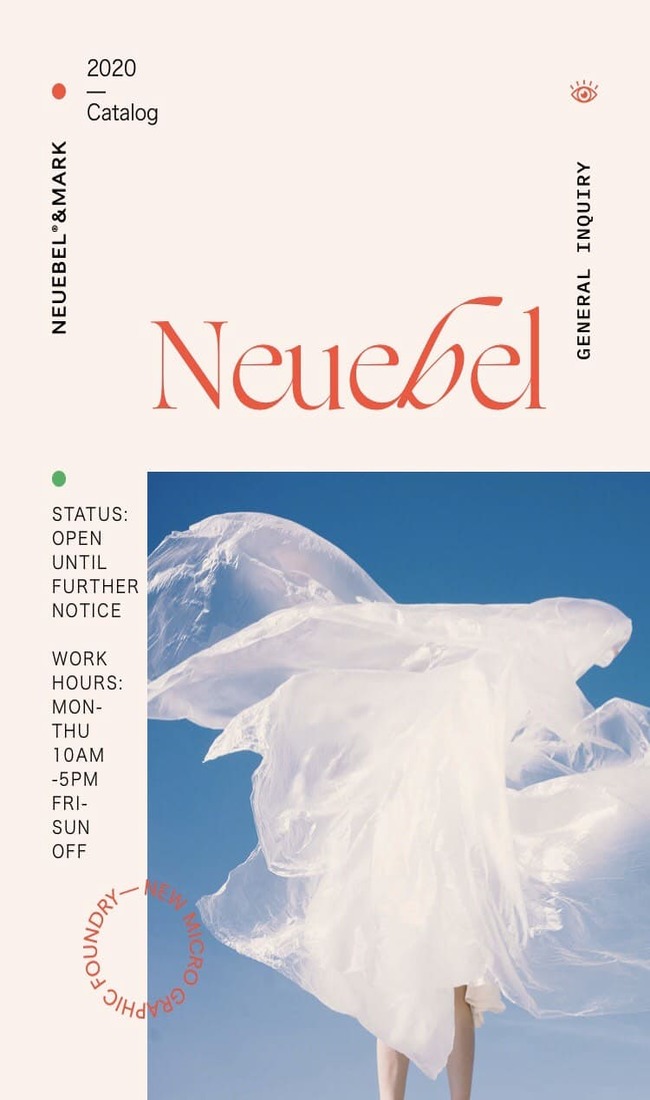 2020
—
Catalog
NEUEBEL®&MARK
GENERAL INQUIRY
Neuebel
STATUS:
OPEN
UNTIL
FURTHER
NOTICE
WORK
HOURS:
MON-
THU
10AM
-5PM
FRI-
SUN
OFF
NEW MICRO GRAPHIC FOUNDRY—